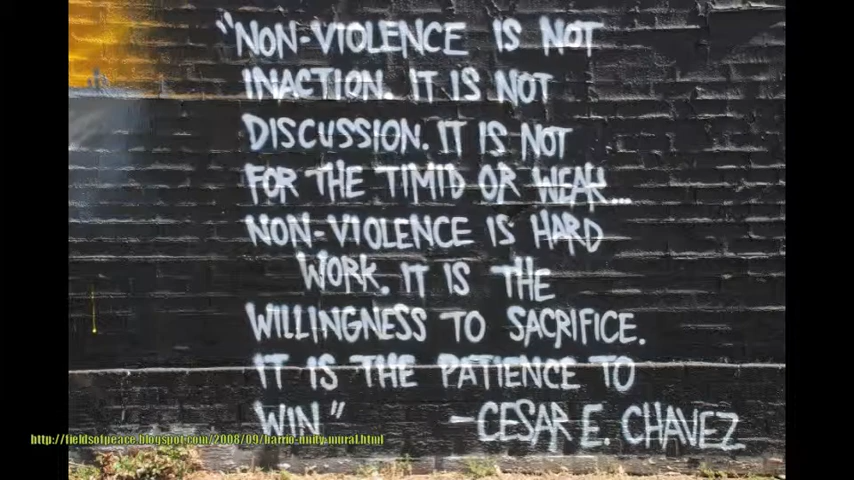 "NON-VIOLENCE IS NOT
INACTION. IT IS NOT
DISCUSSION. IT IS NOT
FOR THE TIMID OR WEAK...
NON-VIOLENCE IS HARD
WORK. IT IS THE
WILLINGNESS TO SACRIFICE.
IT IS THE PATIENCE TO
WIN" -CESAR E. CHAVEZ
http://fieldsofpeace.blogspot.com/2008/09/barrio-unity-mural.html